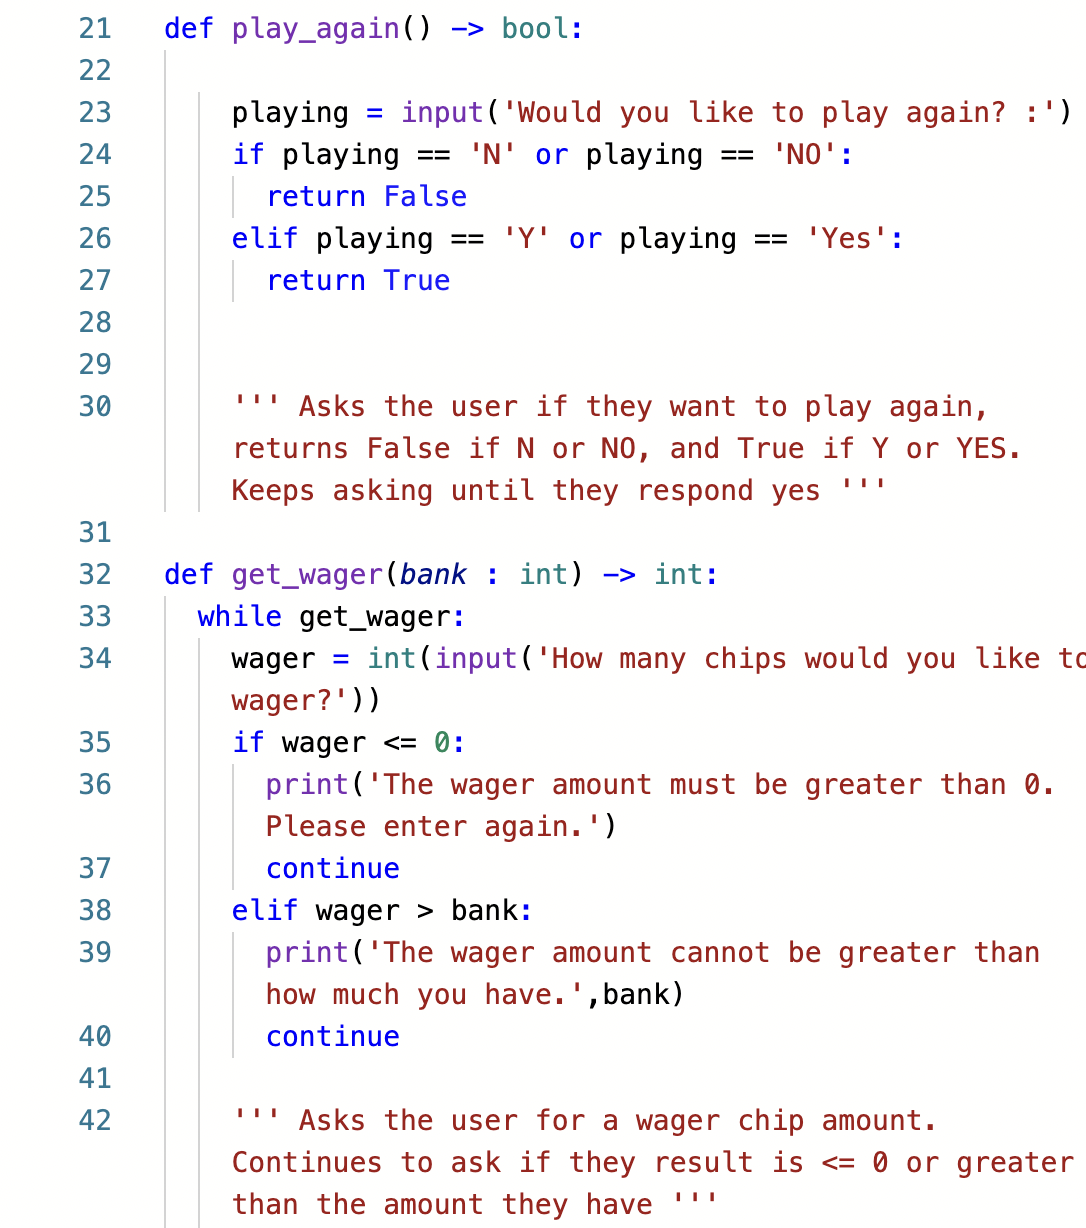 21 def play_again() -> bool:
22
23 playing = input('Would you like to play again? :')
24 if playing == 'N' or playing == 'NO':
25 return False
26 elif playing == 'Y' or playing == 'Yes':
27 return True
28
29
30 ''' Asks the user if they want to play again,
returns False if N or NO, and True if Y or YES.
Keeps asking until they respond yes '''
31
32 def get_wager(bank : int) -> int:
33 while get_wager:
34 wager = int(input('How many chips would you like to
wager?'))
35 if wager <= 0:
36 print('The wager amount must be greater than 0.
Please enter again.')
37 continue
38 elif wager > bank:
39 print('The wager amount cannot be greater than
how much you have.',bank)
40 continue
41
42 ''' Asks the user for a wager chip amount.
Continues to ask if they result is <= 0 or greater
than the amount they have '''